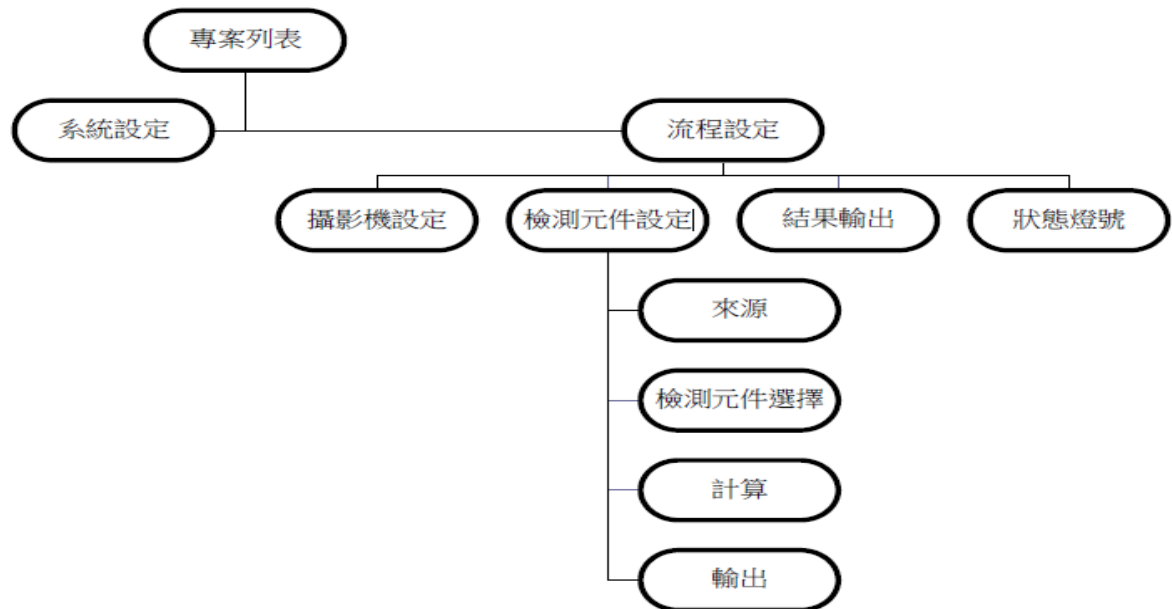 專案列表
系統設定
流程設定
攝影機設定
檢測元件設定
結果輸出
狀態燈號
來源
檢測元件選擇
計算
輸出